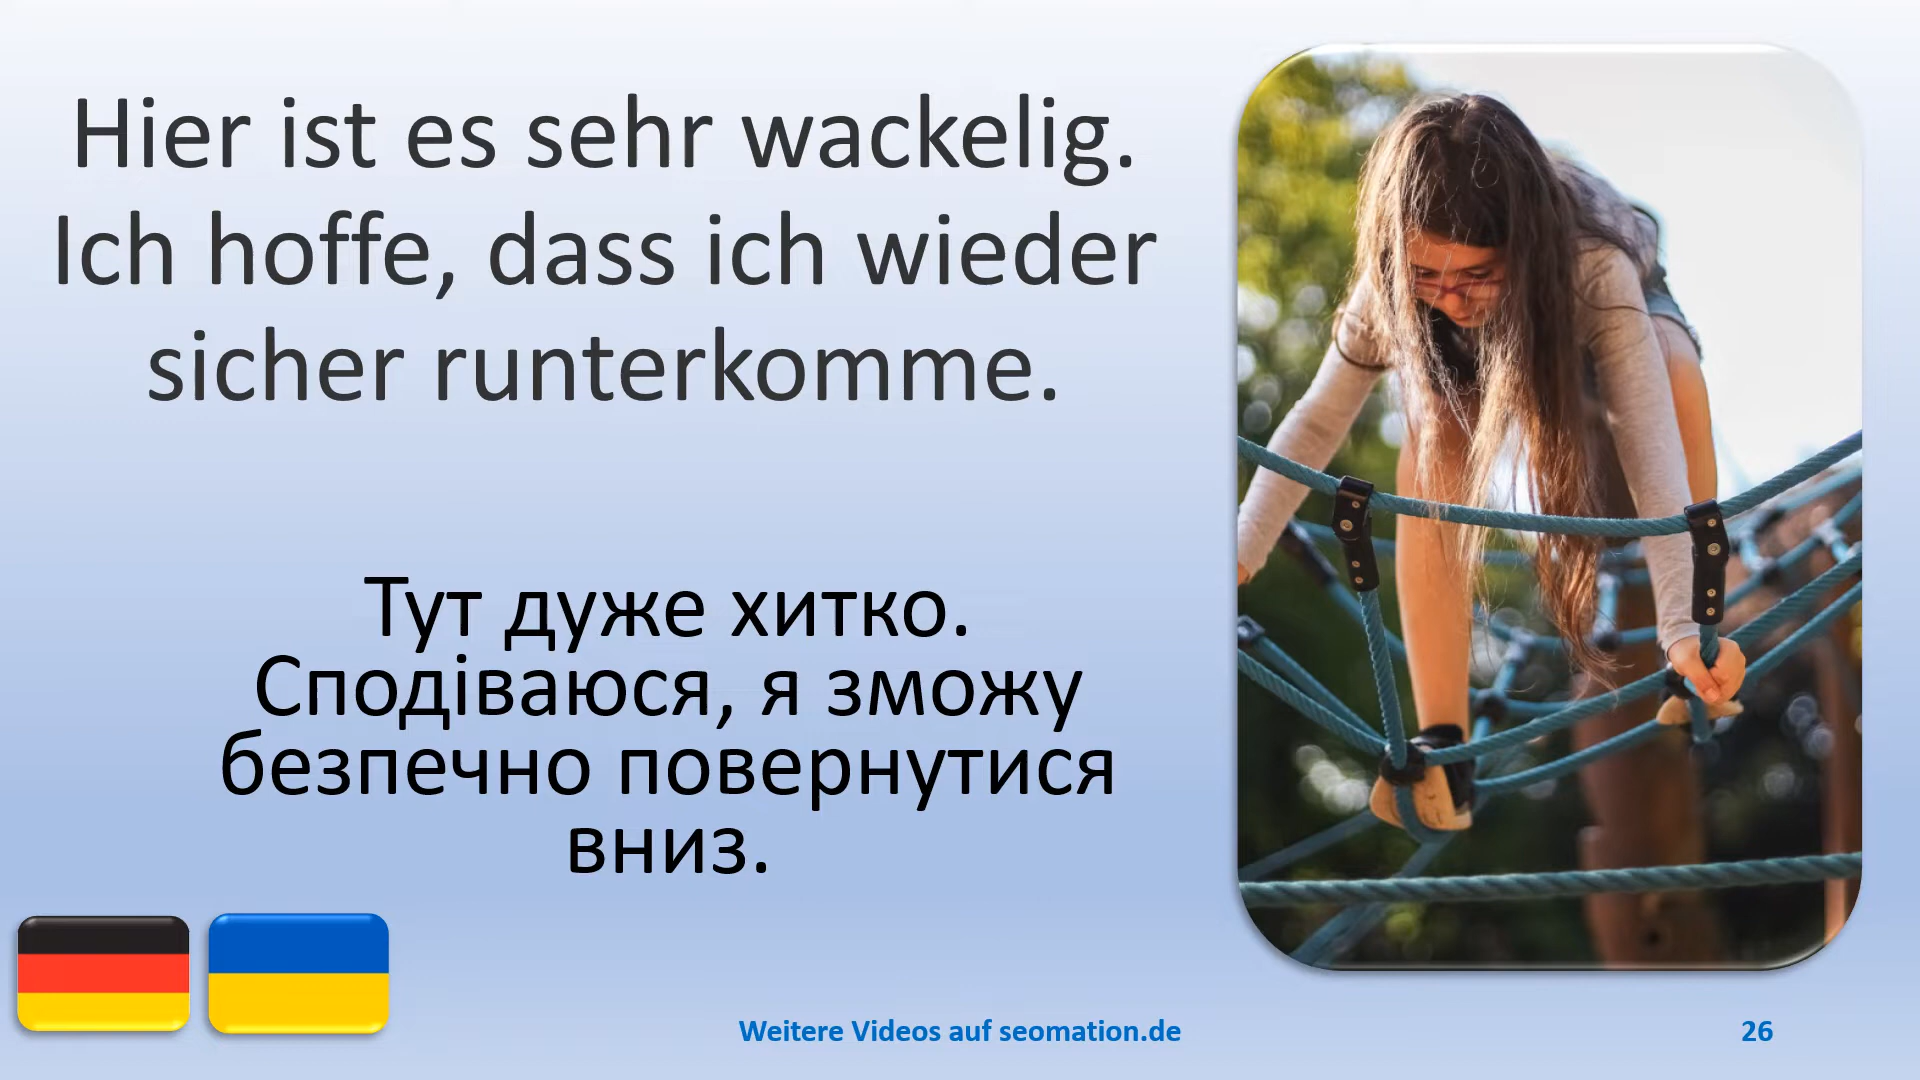 Hier ist es sehr wackelig.
Ich hoffe, dass ich wieder
sicher runterkomme.
Тут дуже хитко.
Сподіваюся, я зможу
безпечно повернутися
вниз.
Weitere Videos auf seomation.de
26